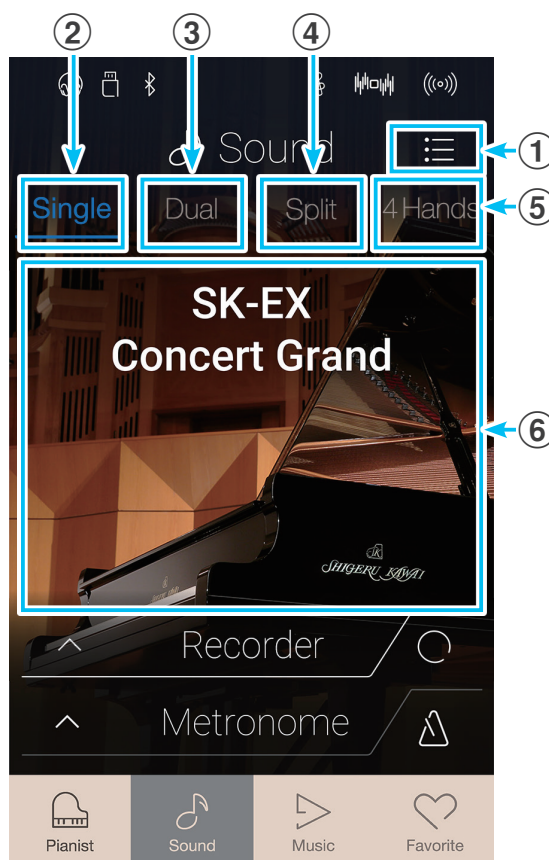 ② ③ ④
Sound
①
Single Dual Split 4 Hands
⑤
SK-EX
Concert Grand
⑥
SHIGERU KAWAI
Recorder
Metronome
Pianist Sound Music Favorite